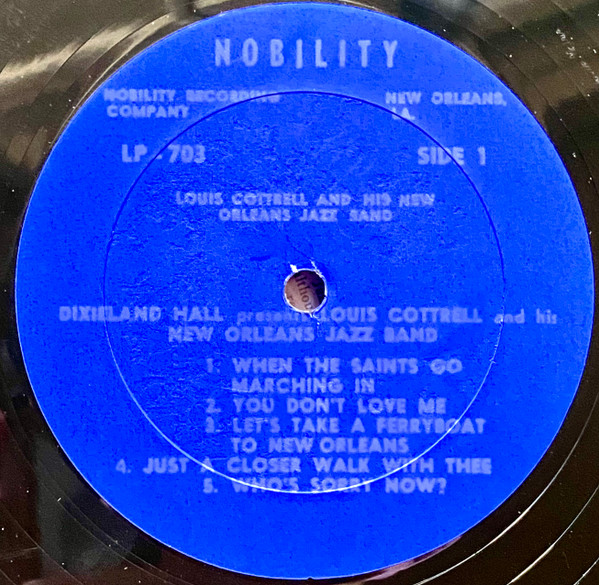 NOBILITY
NOBILITY RECORDING COMPANY
NEW ORLEANS, LA.
LP-703
SIDE 1
LOUIS COTTRELL AND HIS NEW
ORLEANS JAZZ BAND
DIXIELAND HALL presents LOUIS COTTRELL and his
NEW ORLEANS JAZZ BAND
1. WHEN THE SAINTS GO
MARCHING IN
2. YOU DON'T LOVE ME
3. LET'S TAKE A FERRYBOAT
TO NEW ORLEANS
4. JUST A CLOSER WALK WITH THEE
5. WHO'S SORRY NOW?